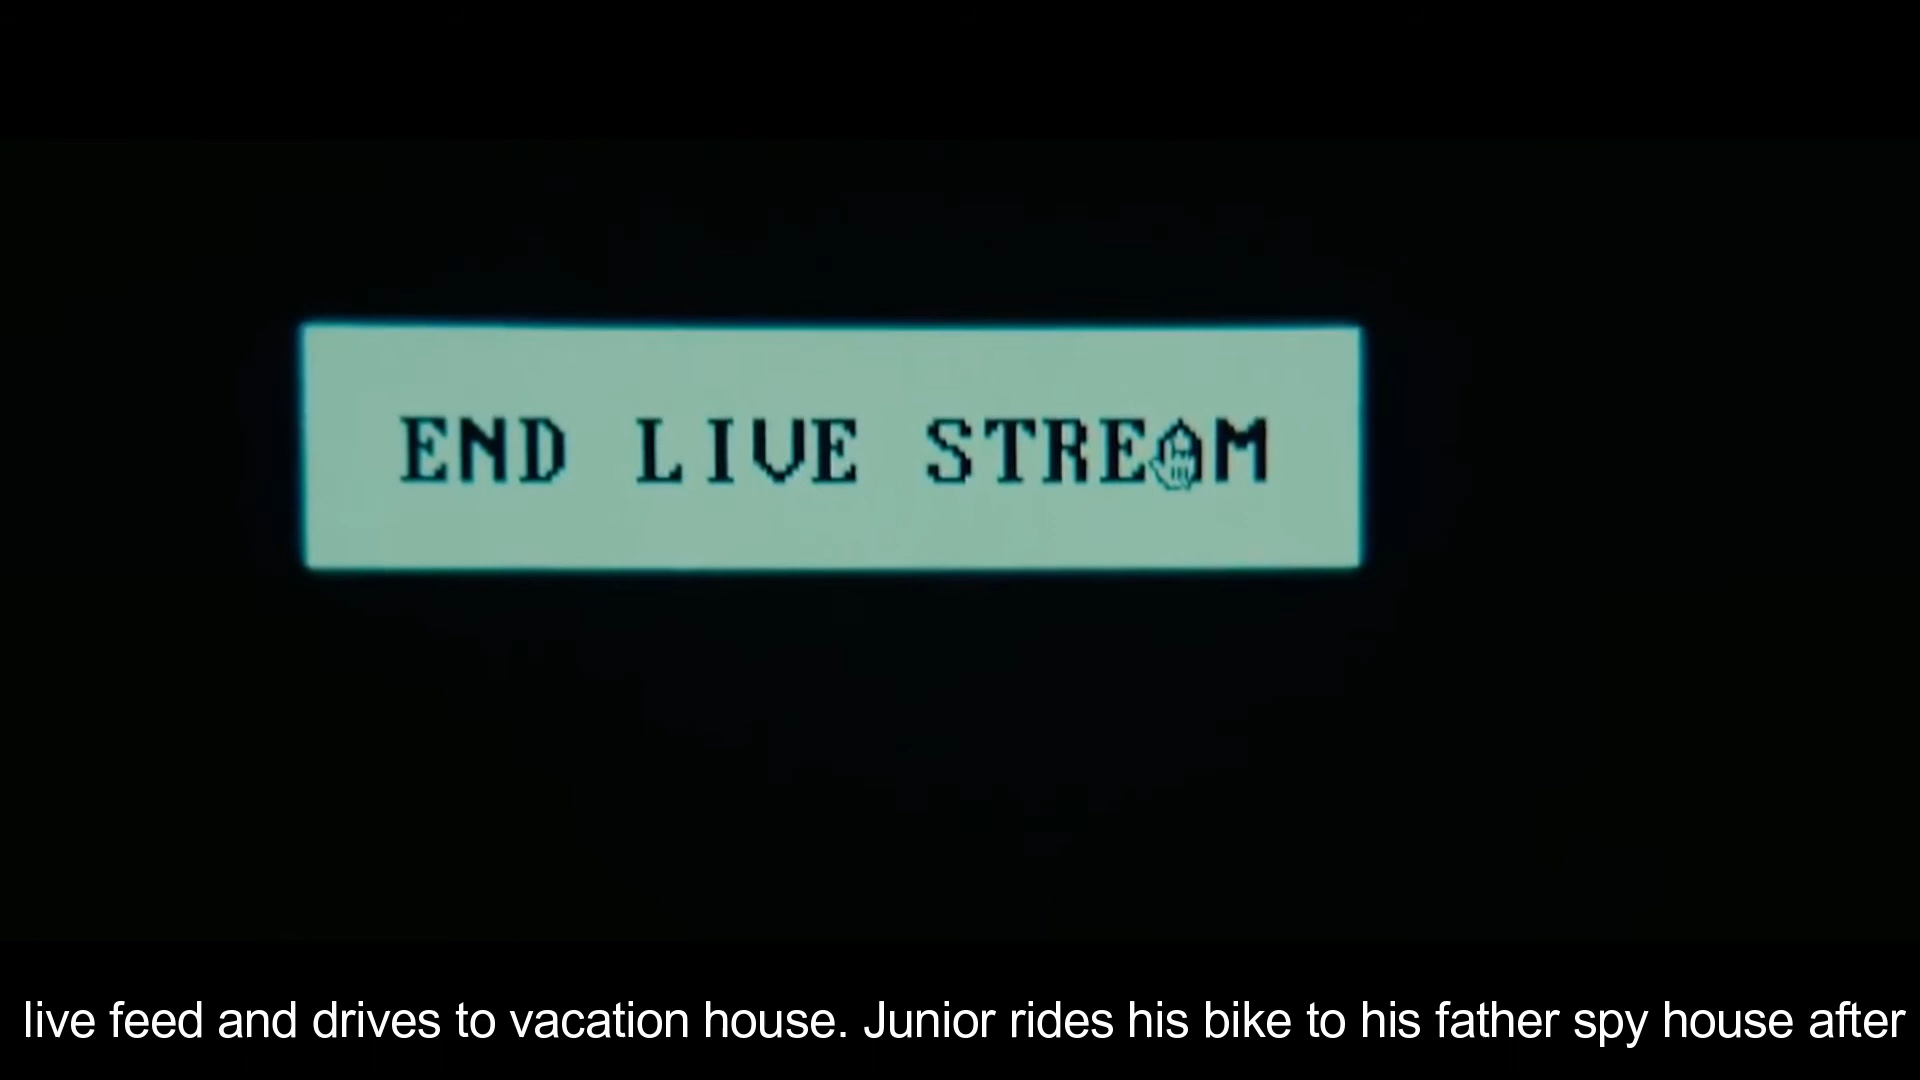 END LIVE STREAM
live feed and drives to vacation house. Junior rides his bike to his father spy house after